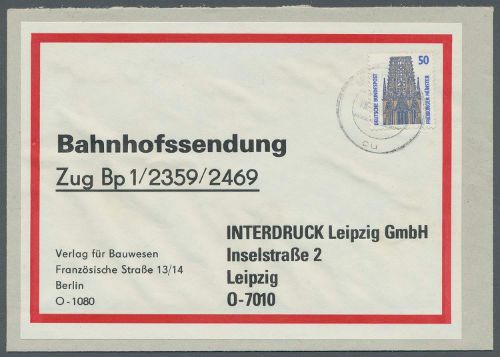 50
DEUTSCHE BUNDESPOST
FREIBURGER MÜNSTER
Bahnhofssendung
Zug Bp 1/2359/2469
INTERDRUCK Leipzig GmbH
Inselstraße 2
Leipzig
O-7010
Verlag für Bauwesen
Französische Straße 13/14
Berlin
O-1080